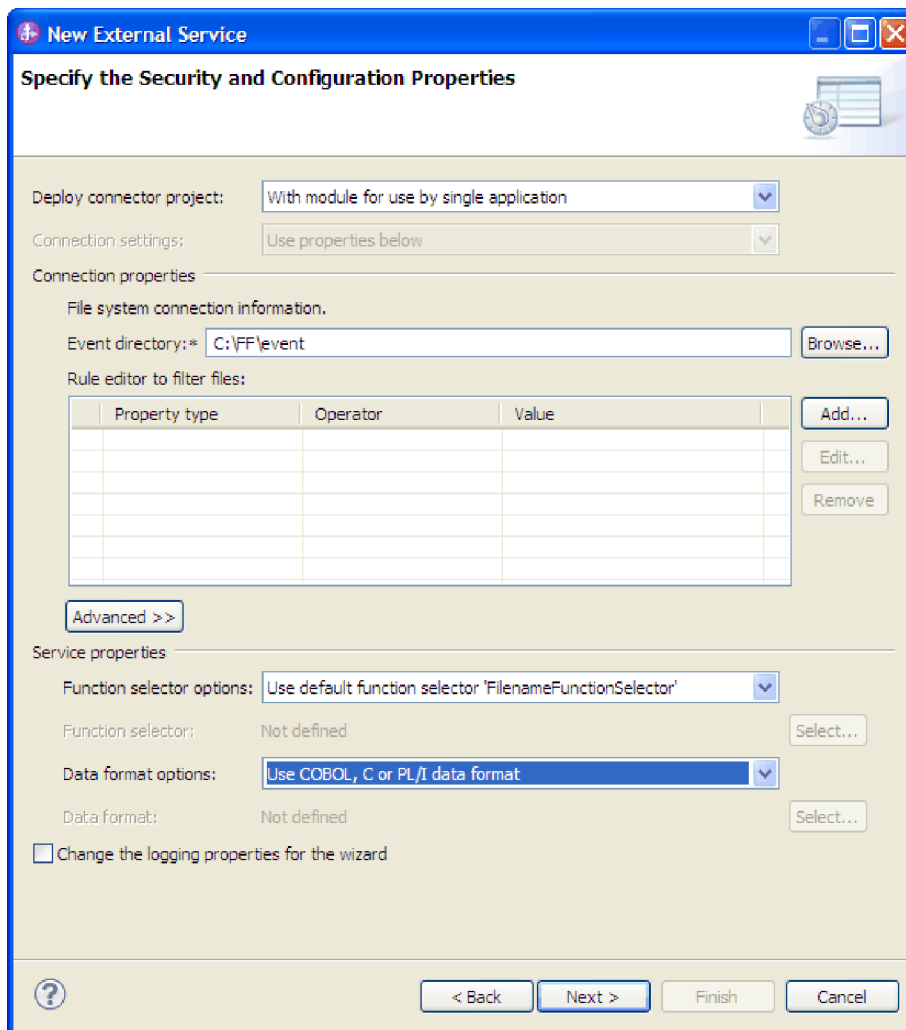 New External Service
Specify the Security and Configuration Properties
Deploy connector project: With module for use by single application
Connection settings: Use properties below
Connection properties
File system connection information.
Event directory:* C:\FF\event Browse...
Rule editor to filter files:
Property type Operator Value Add...
Edit...
Remove
Advanced >>
Service properties
Function selector options: Use default function selector 'FilenameFunctionSelector'
Function selector: Not defined Select...
Data format options: Use COBOL, C or PL/I data format
Data format: Not defined Select...
Change the logging properties for the wizard
? < Back Next > Finish Cancel